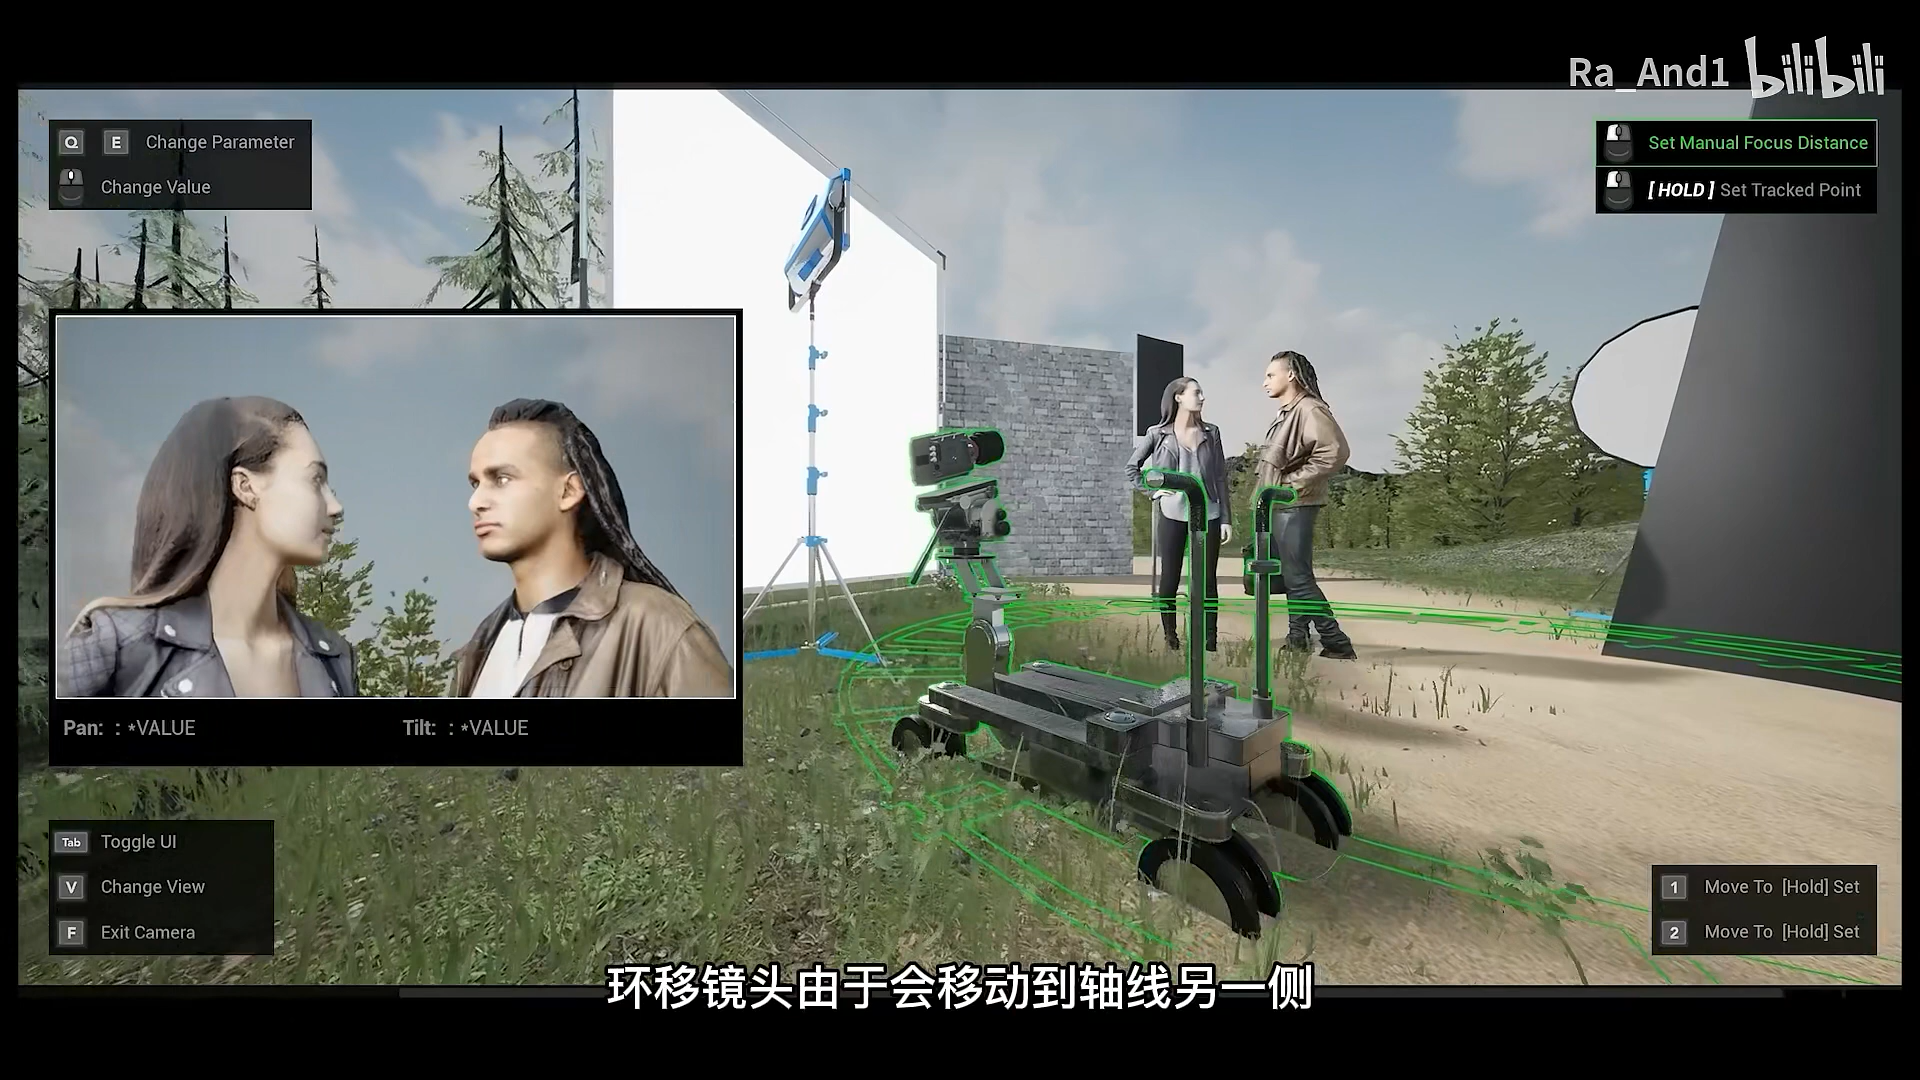 Ra_And1 bilibili
Q E Change Parameter
Change Value
Set Manual Focus Distance
[ HOLD ] Set Tracked Point
Pan: : *VALUE Tilt: : *VALUE
Tab Toggle UI
V Change View
F Exit Camera
1 Move To [Hold] Set
2 Move To [Hold] Set
环移镜头由于会移动到轴线另一侧